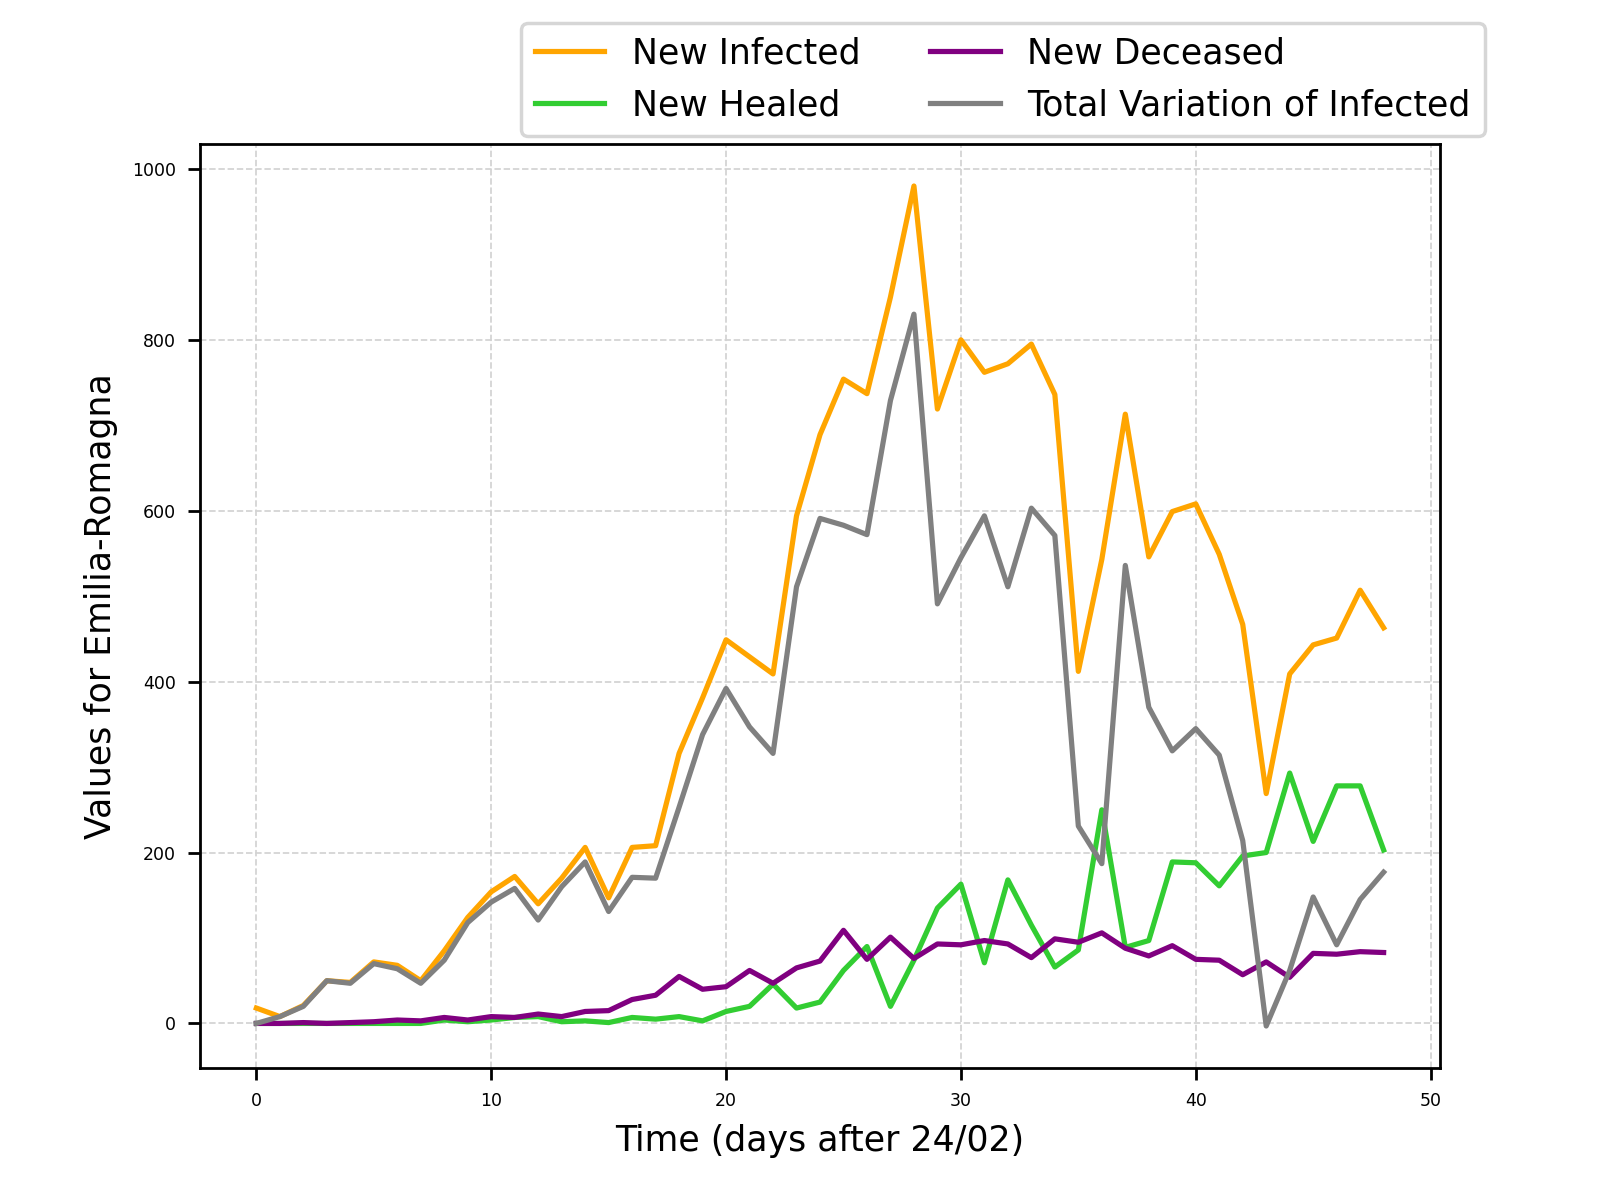 New Infected
New Healed
New Deceased
Total Variation of Infected
1000
800
600
400
200
0
Values for Emilia-Romagna
0 10 20 30 40 50
Time (days after 24/02)